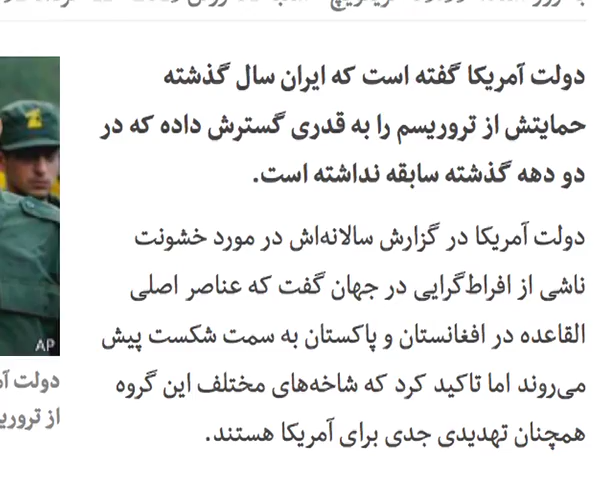 دولت آمریکا گفته است که ایران سال گذشته
حمایتش از تروریسم را به قدری گسترش داده که در
دو دهه گذشته سابقه نداشته است.
دولت آمریکا در گزارش سالانه‌اش در مورد خشونت
ناشی از افراط‌گرایی در جهان گفت که عناصر اصلی
القاعده در افغانستان و پاکستان به سمت شکست پیش
می‌روند اما تاکید کرد که شاخه‌های مختلف این گروه
همچنان تهدیدی جدی برای آمریکا هستند.
AP
دولت
از